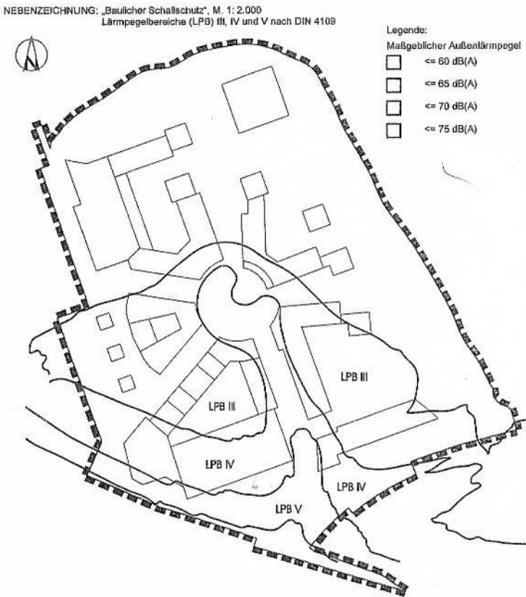 NEBENZEICHNUNG: „Baulicher Schallschutz", M. 1: 2.000
Lärmpegelbereiche (LPB) III, IV und V nach DIN 4109
Legende:
Maßgeblicher Außenlärmpegel
<= 60 dB(A)
<= 65 dB(A)
<= 70 dB(A)
<= 75 dB(A)
LPB III
LPB III
LPB IV
LPB IV
LPB V